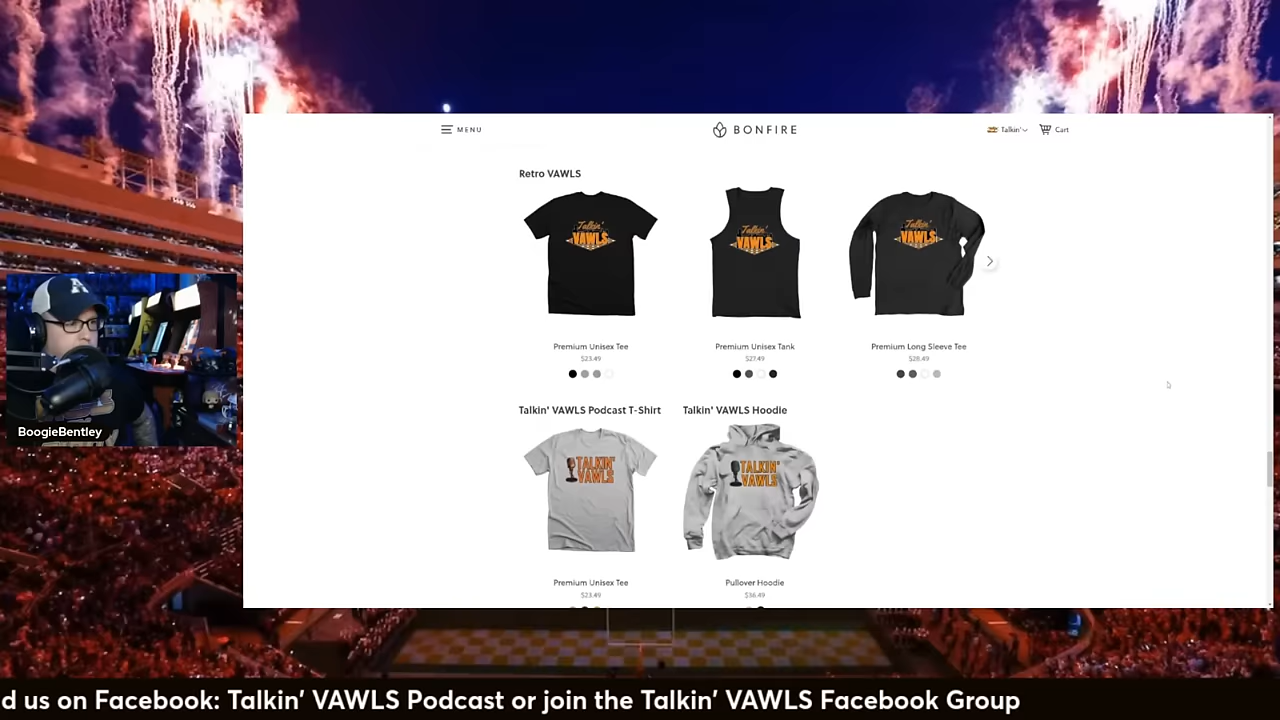 MENU
BONFIRE
Talkin'
Cart
Retro VAWLS
Talkin'
VAWLS
Talkin'
VAWLS
Talkin'
VAWLS
Premium Unisex Tee
Premium Unisex Tank
Premium Long Sleeve Tee
$23.49
$27.49
$28.49
Talkin' VAWLS Podcast T-Shirt
Talkin' VAWLS Hoodie
TALKIN'
VAWLS
TALKIN'
VAWLS
A
BoogieBentley
Premium Unisex Tee
Pullover Hoodie
$23.49
$36.49
d us on Facebook: Talkin' VAWLS Podcast or join the Talkin' VAWLS Facebook Group